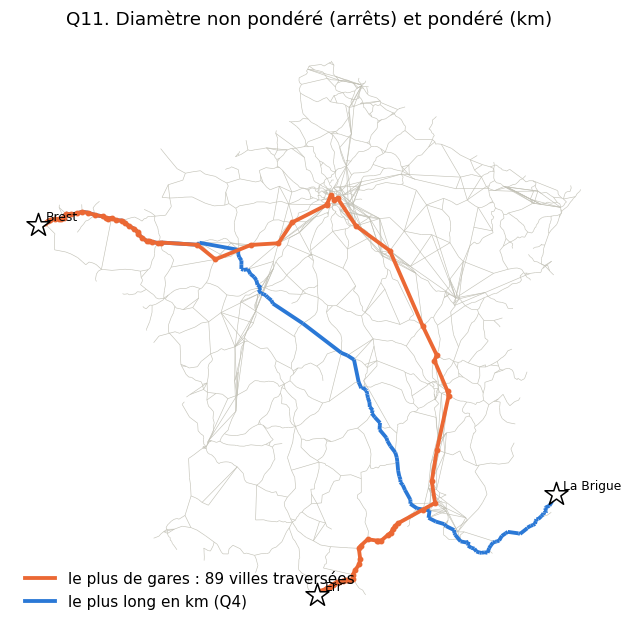 Q11. Diamètre non pondéré (arrêts) et pondéré (km)
Brest
La Brigue
Err
le plus de gares : 89 villes traversées
le plus long en km (Q4)